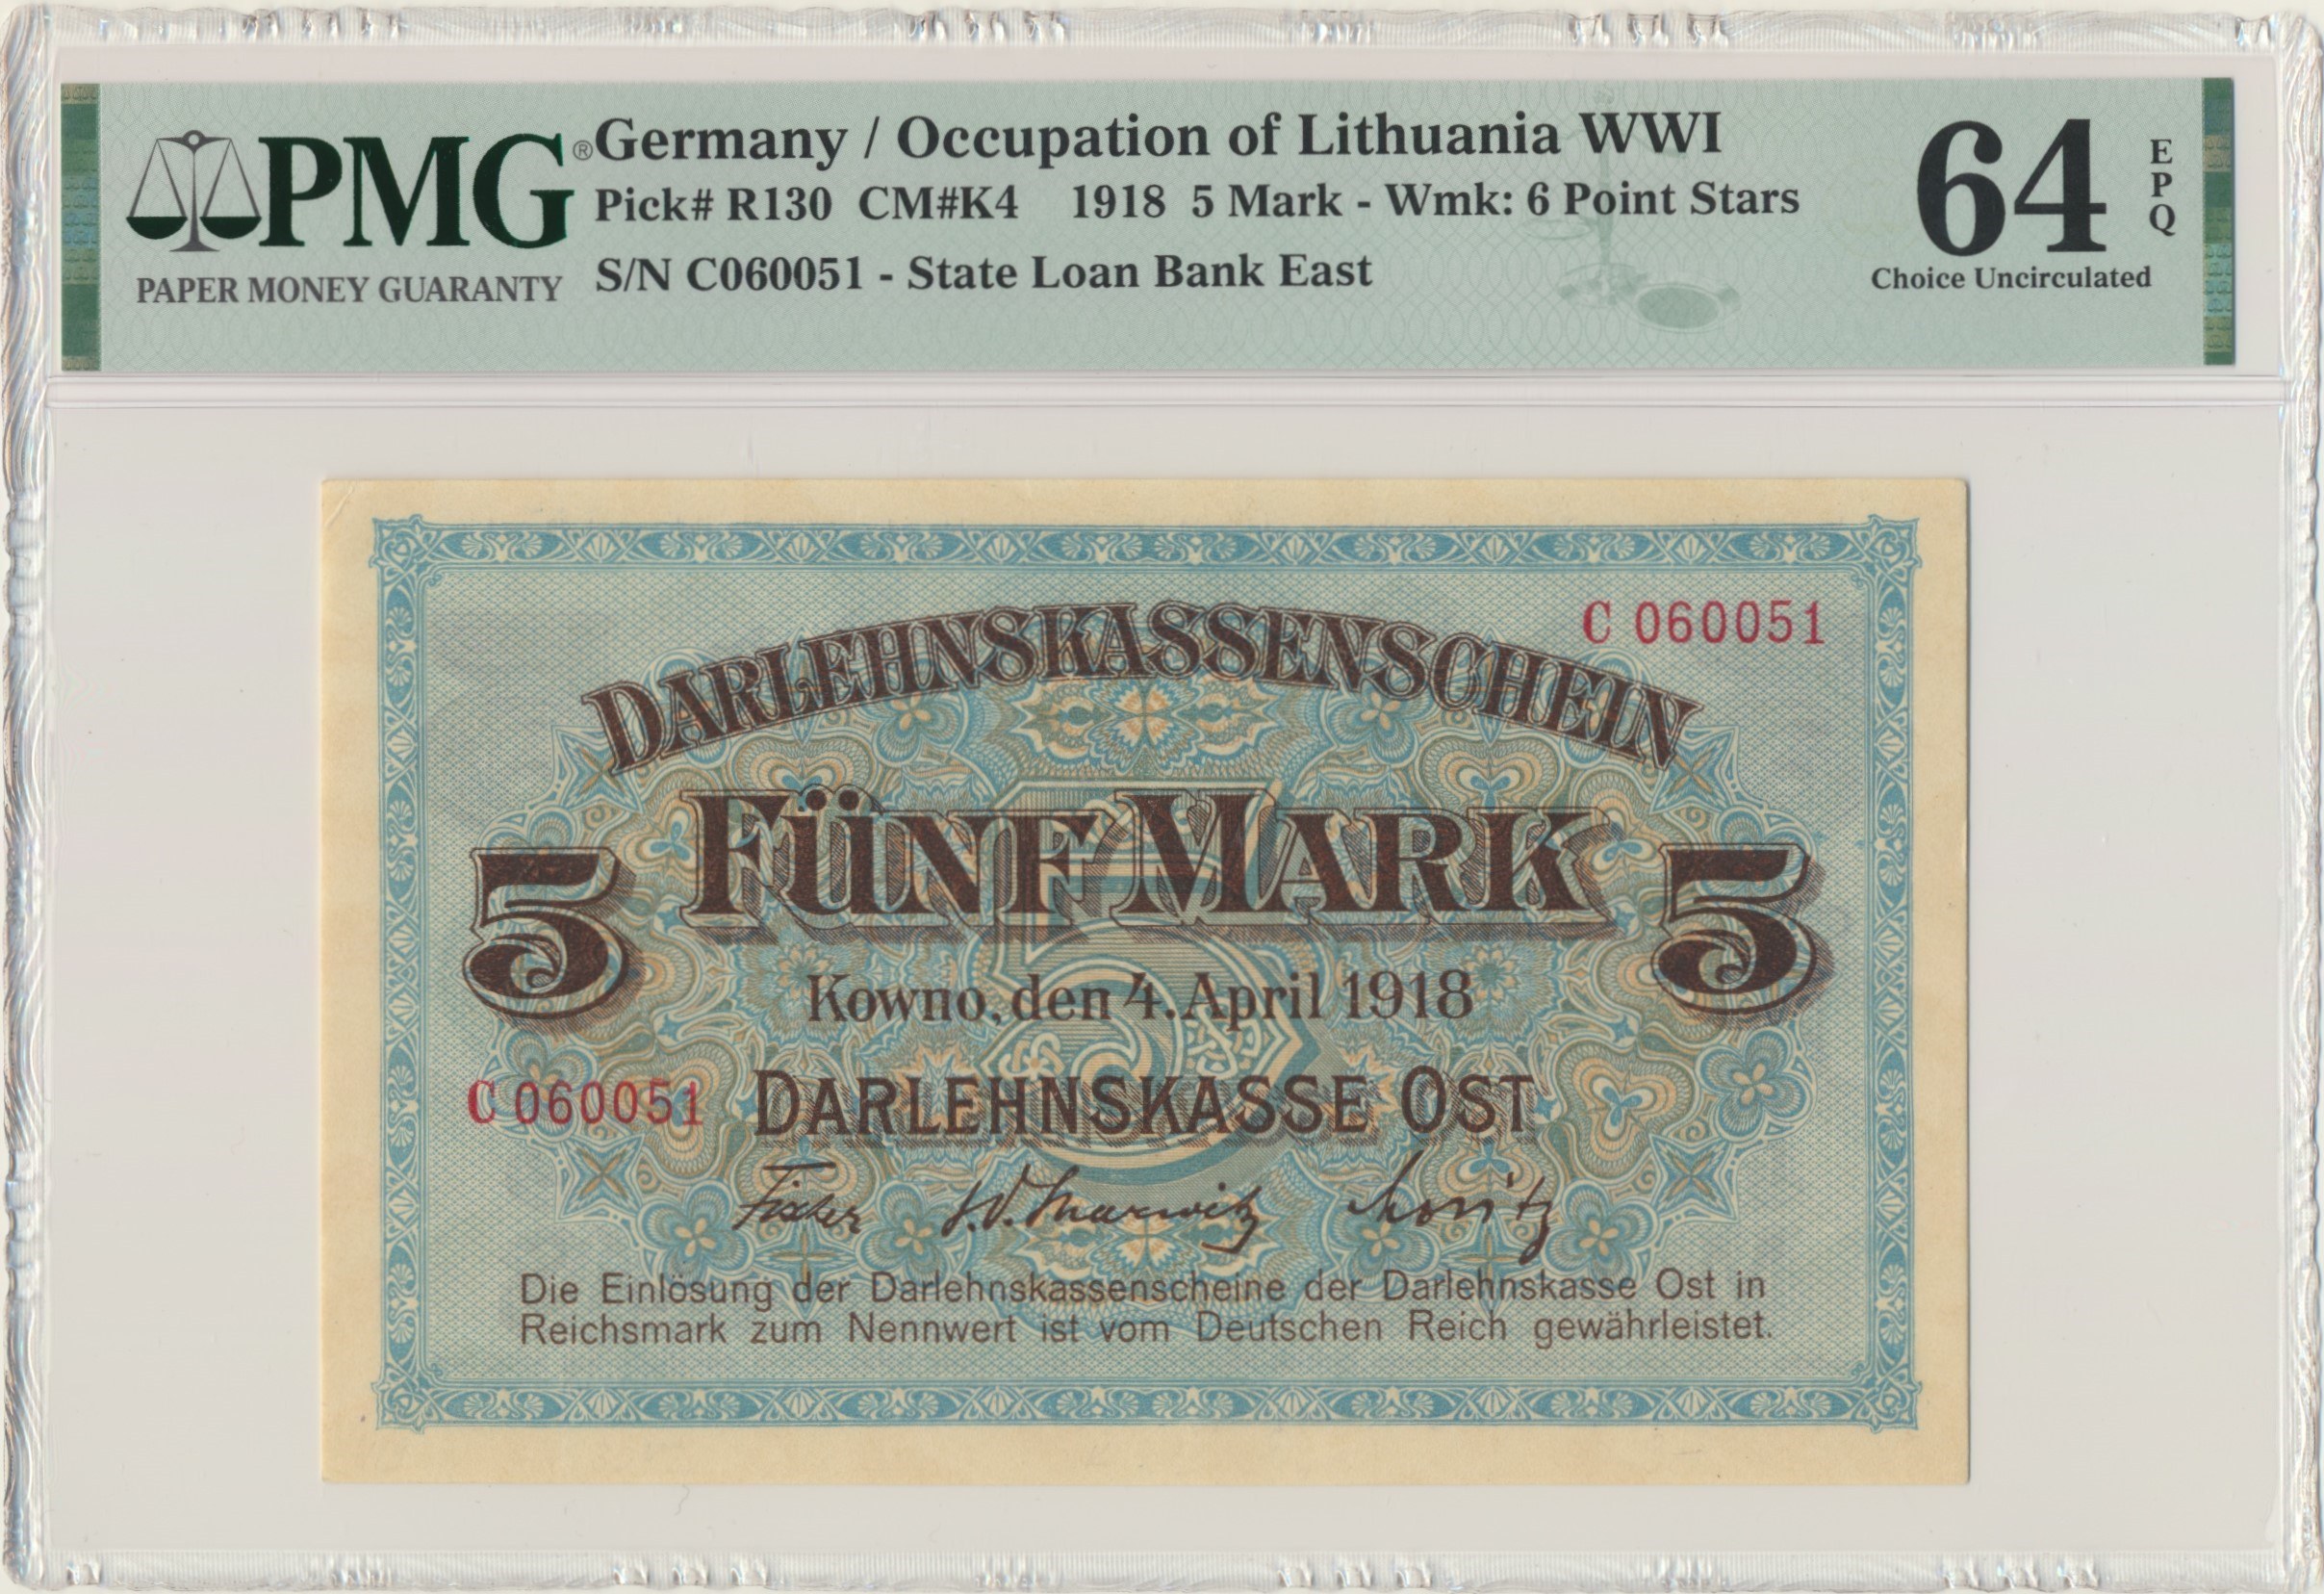 PMG®
PAPER MONEY GUARANTY
Germany / Occupation of Lithuania WWI
Pick# R130 CM#K4 1918 5 Mark - Wmk: 6 Point Stars
S/N C060051 - State Loan Bank East
64
EPQ
Choice Uncirculated
C 060051
DARLEHNSKASSENSCHEIN
5 FÜNF MARK 5
Kowno, den 4. April 1918
C 060051 DARLEHNSKASSE OST
Fischer
Moritz
Die Einlösung der Darlehnskassenscheine der Darlehnskasse Ost in
Reichsmark zum Nennwert ist vom Deutschen Reich gewährleistet.
5